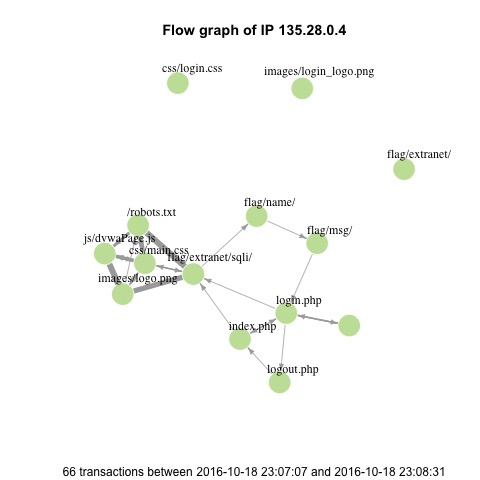 Flow graph of IP 135.28.0.4
css/login.css
images/login_logo.png
flag/extranet/
flag/name/
/robots.txt
flag/msg/
js/dvwaPage.js
css/main.css
flag/extranet/sqli/
images/logo.png
login.php
index.php
logout.php
66 transactions between 2016-10-18 23:07:07 and 2016-10-18 23:08:31